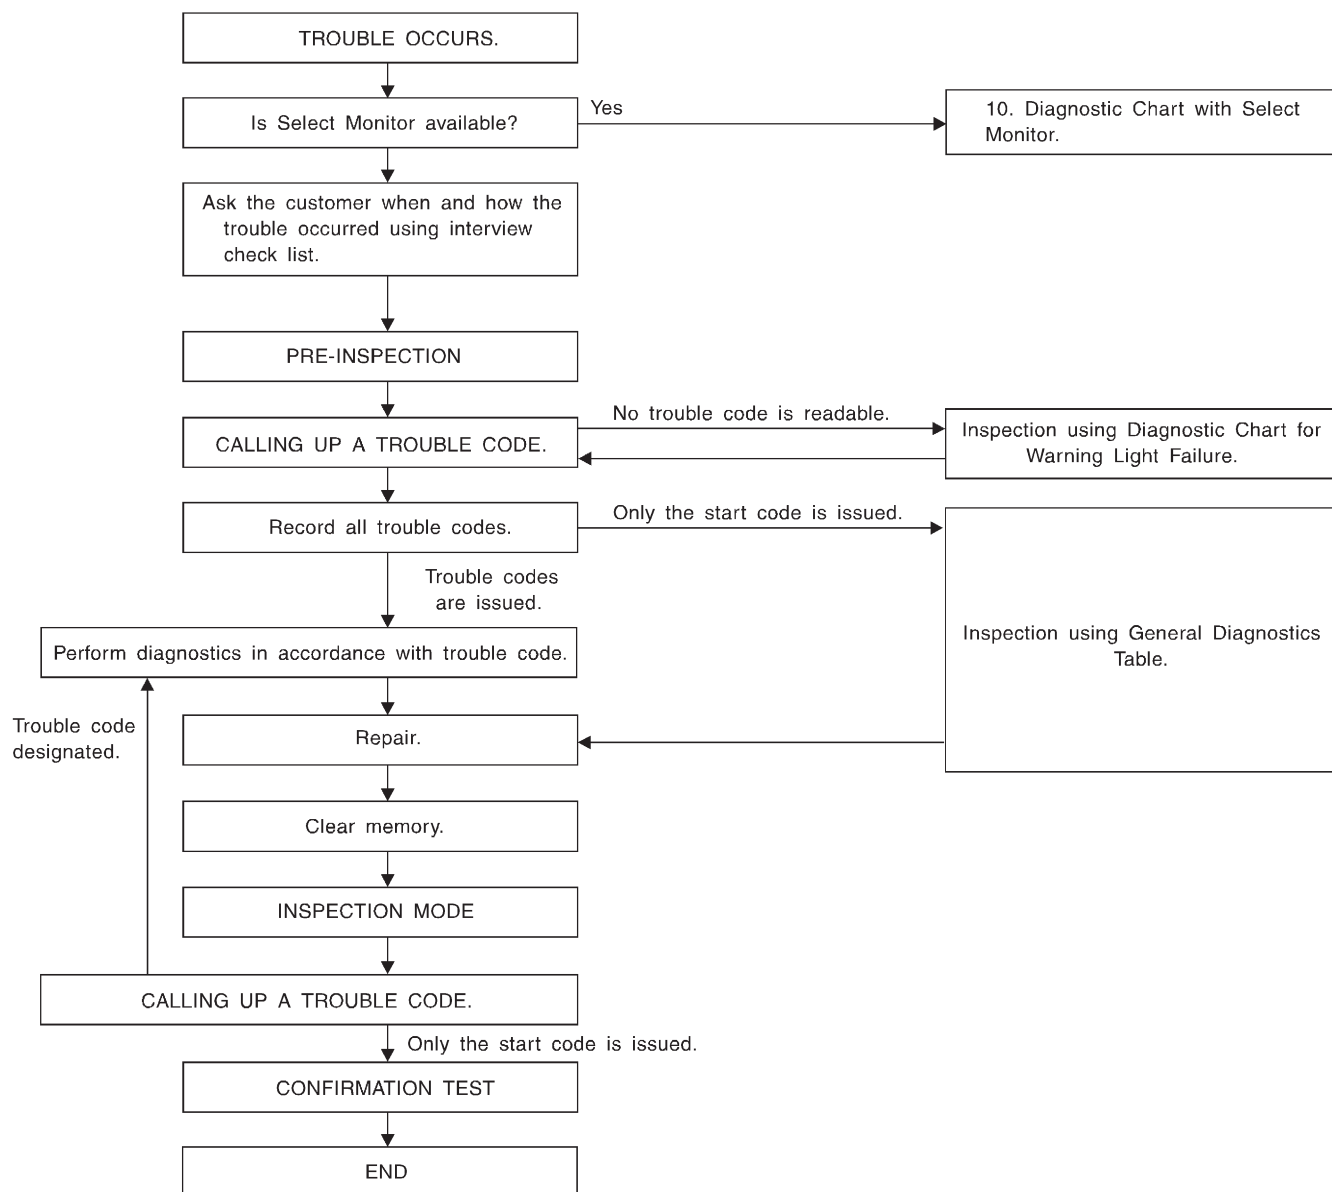 TROUBLE OCCURS.
Is Select Monitor available?
Yes
10. Diagnostic Chart with Select
Monitor.
Ask the customer when and how the
trouble occurred using interview
check list.
PRE-INSPECTION
CALLING UP A TROUBLE CODE.
No trouble code is readable.
Inspection using Diagnostic Chart for
Warning Light Failure.
Record all trouble codes.
Only the start code is issued.
Inspection using General Diagnostics
Table.
Trouble codes
are issued.
Perform diagnostics in accordance with trouble code.
Trouble code
designated.
Repair.
Clear memory.
INSPECTION MODE
CALLING UP A TROUBLE CODE.
Only the start code is issued.
CONFIRMATION TEST
END